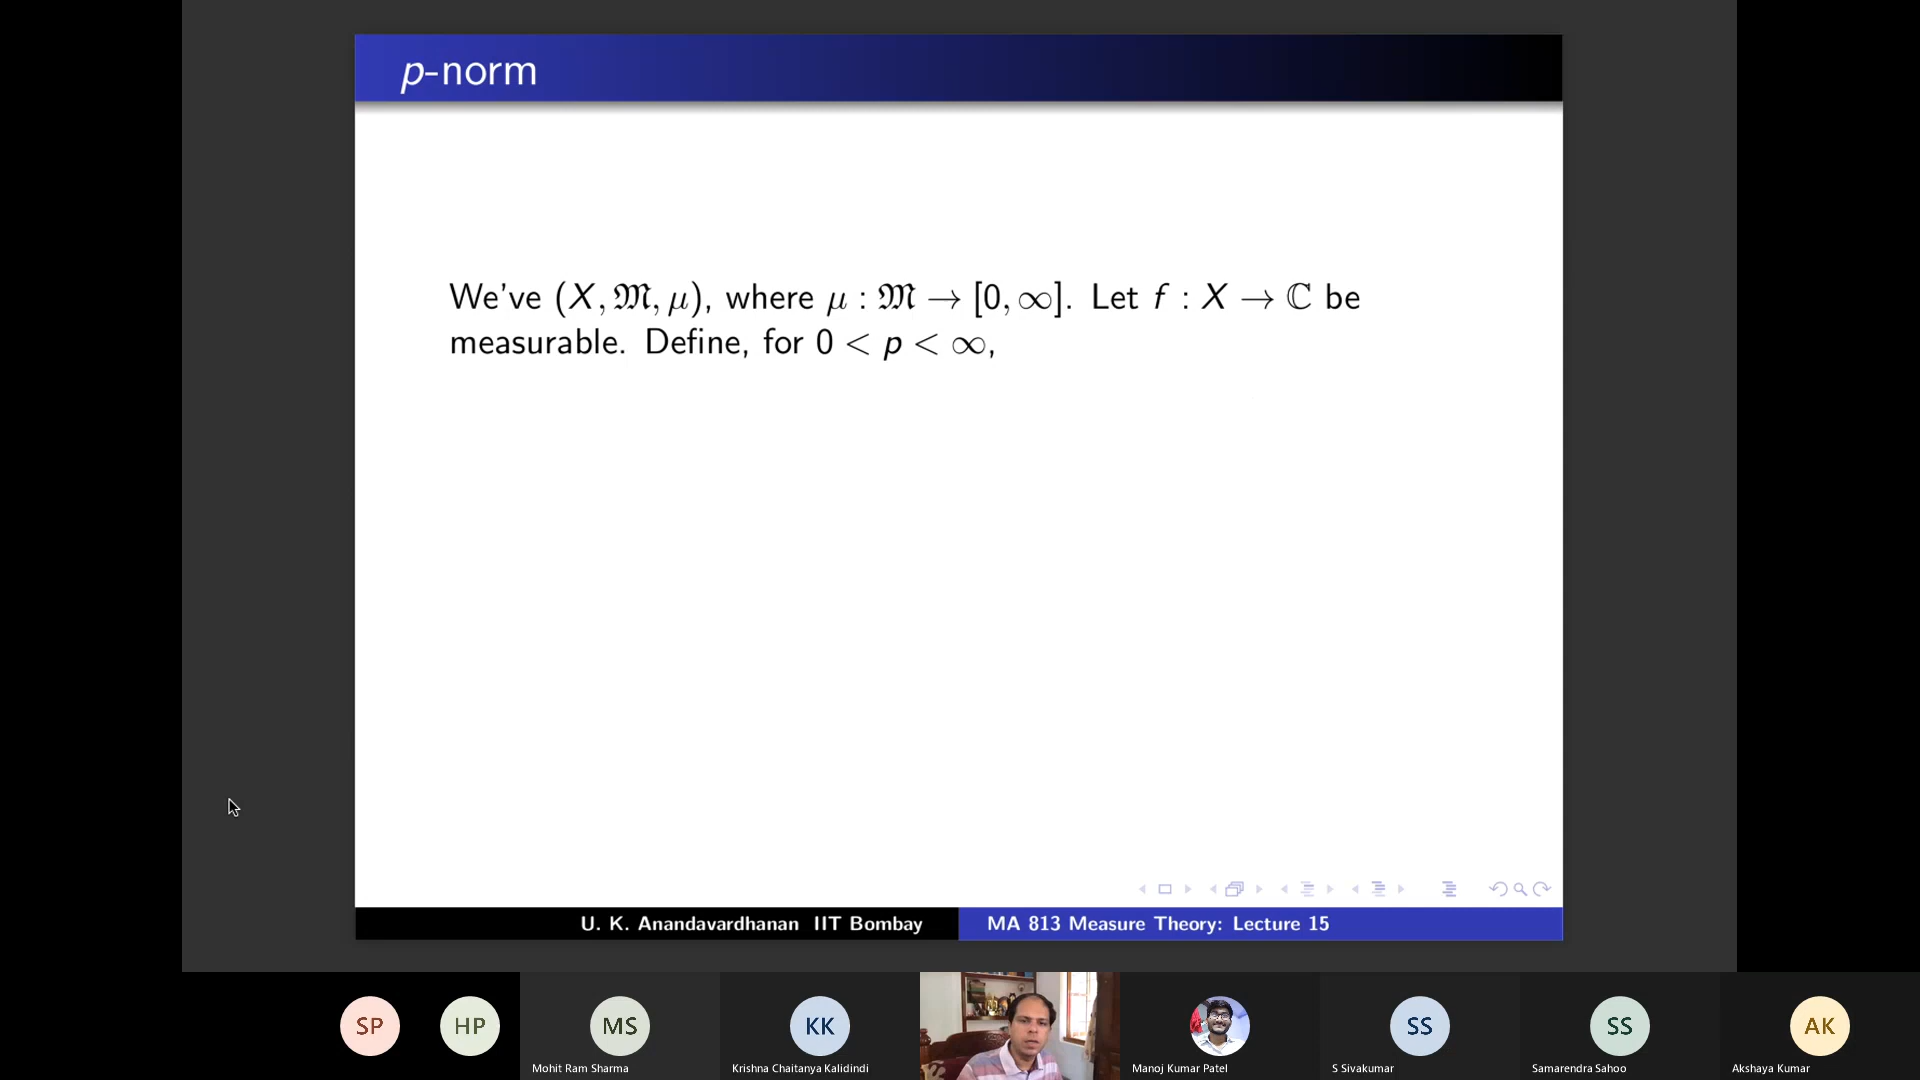 p-norm
We've (X, 𝔐, μ), where μ : 𝔐 → [0, ∞]. Let f : X → ℂ be
measurable. Define, for 0 < p < ∞,
U. K. Anandavardhanan IIT Bombay
MA 813 Measure Theory: Lecture 15
SP
HP
MS
KK
SS
SS
AK
Mohit Ram Sharma
Krishna Chaitanya Kalidindi
Manoj Kumar Patel
S Sivakumar
Samarendra Sahoo
Akshaya Kumar